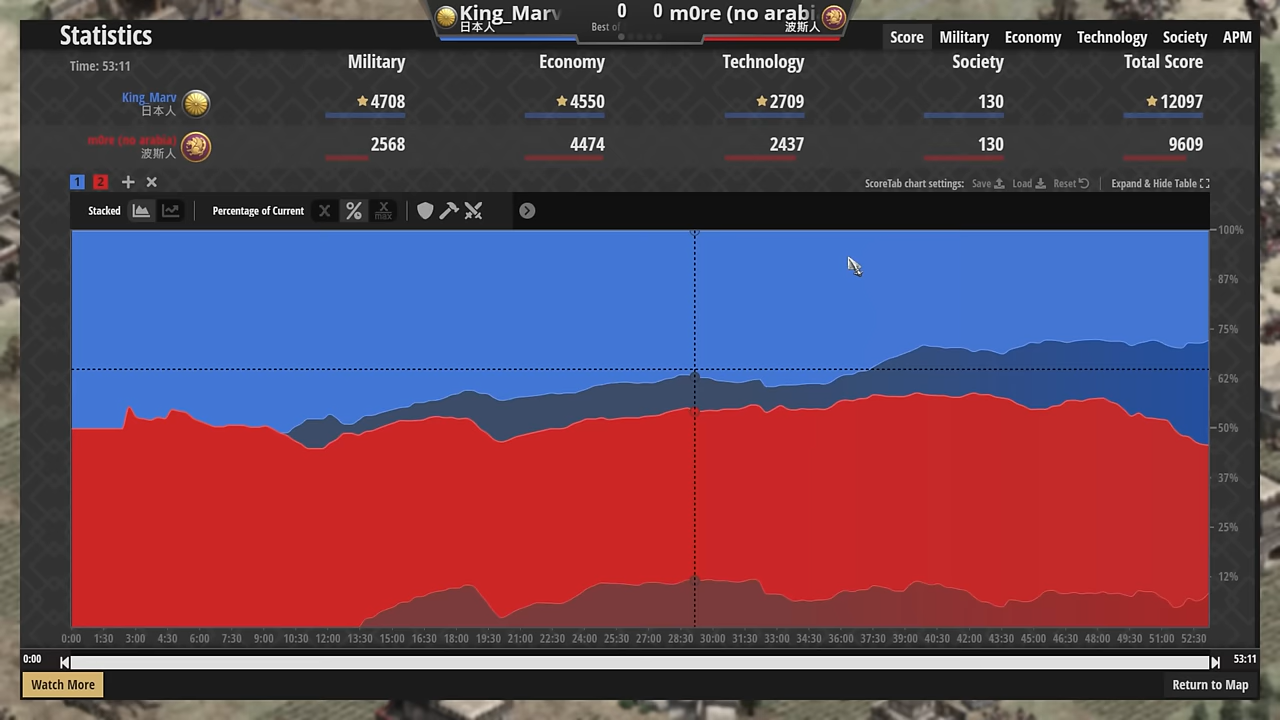 King_Marv 0 0 m0re (no arabi
日本人 Best of 波斯人
Statistics
Score Military Economy Technology Society APM
Time: 53:11 Military Economy Technology Society Total Score
King_Marv 4708 4550 2709 130 12097
日本人
m0re (no arabia) 2568 4474 2437 130 9609
波斯人
1 2
ScoreTab chart settings: Save Load Reset Expand & Hide Table
Stacked Percentage of Current X % X max
100%
87%
75%
62%
50%
37%
25%
12%
0:00 1:30 3:00 4:30 6:00 7:30 9:00 10:30 12:00 13:30 15:00 16:30 18:00 19:30 21:00 22:30 24:00 25:30 27:00 28:30 30:00 31:30 33:00 34:30 36:00 37:30 39:00 40:30 42:00 43:30 45:00 46:30 48:00 49:30 51:00 52:30
0:00 53:11
Watch More Return to Map